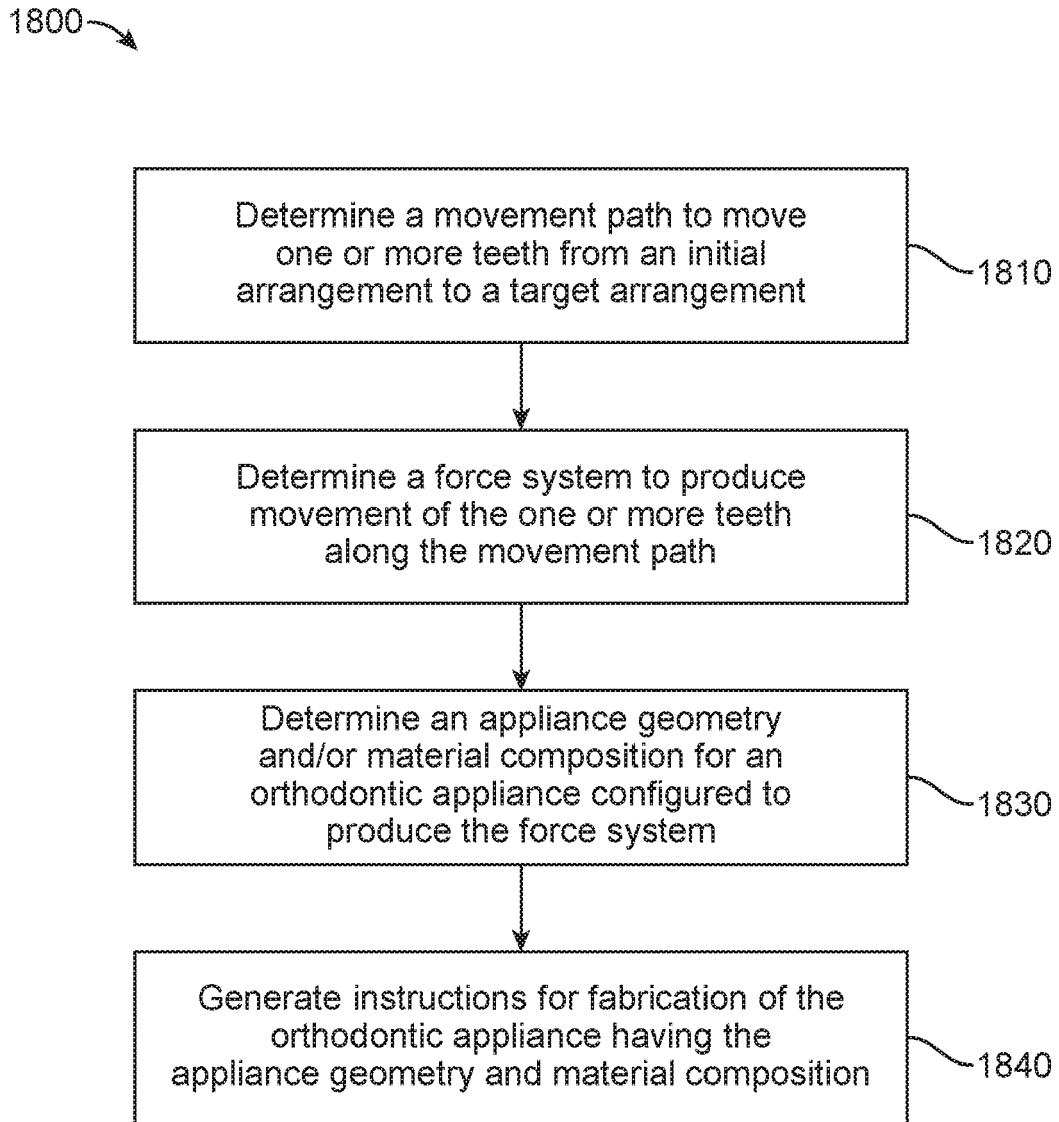 1800
Determine a movement path to move
one or more teeth from an initial
arrangement to a target arrangement
1810
Determine a force system to produce
movement of the one or more teeth
along the movement path
1820
Determine an appliance geometry
and/or material composition for an
orthodontic appliance configured to
produce the force system
1830
Generate instructions for fabrication of the
orthodontic appliance having the
appliance geometry and material composition
1840